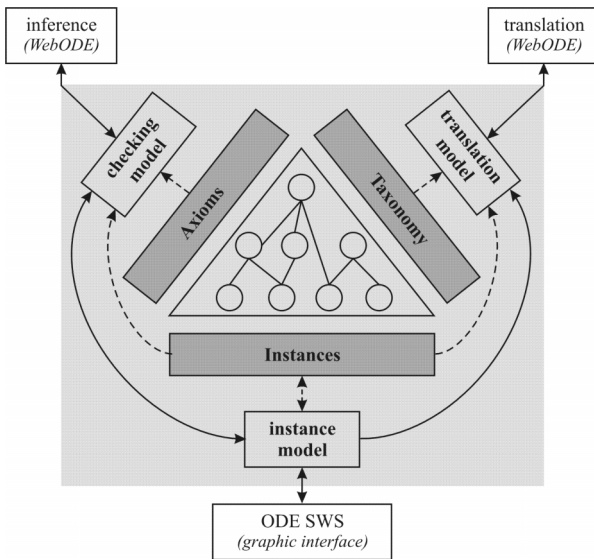 inference
(WebODE)
translation
(WebODE)
checking
model
translation
model
Axioms
Taxonomy
Instances
instance
model
ODE SWS
(graphic interface)